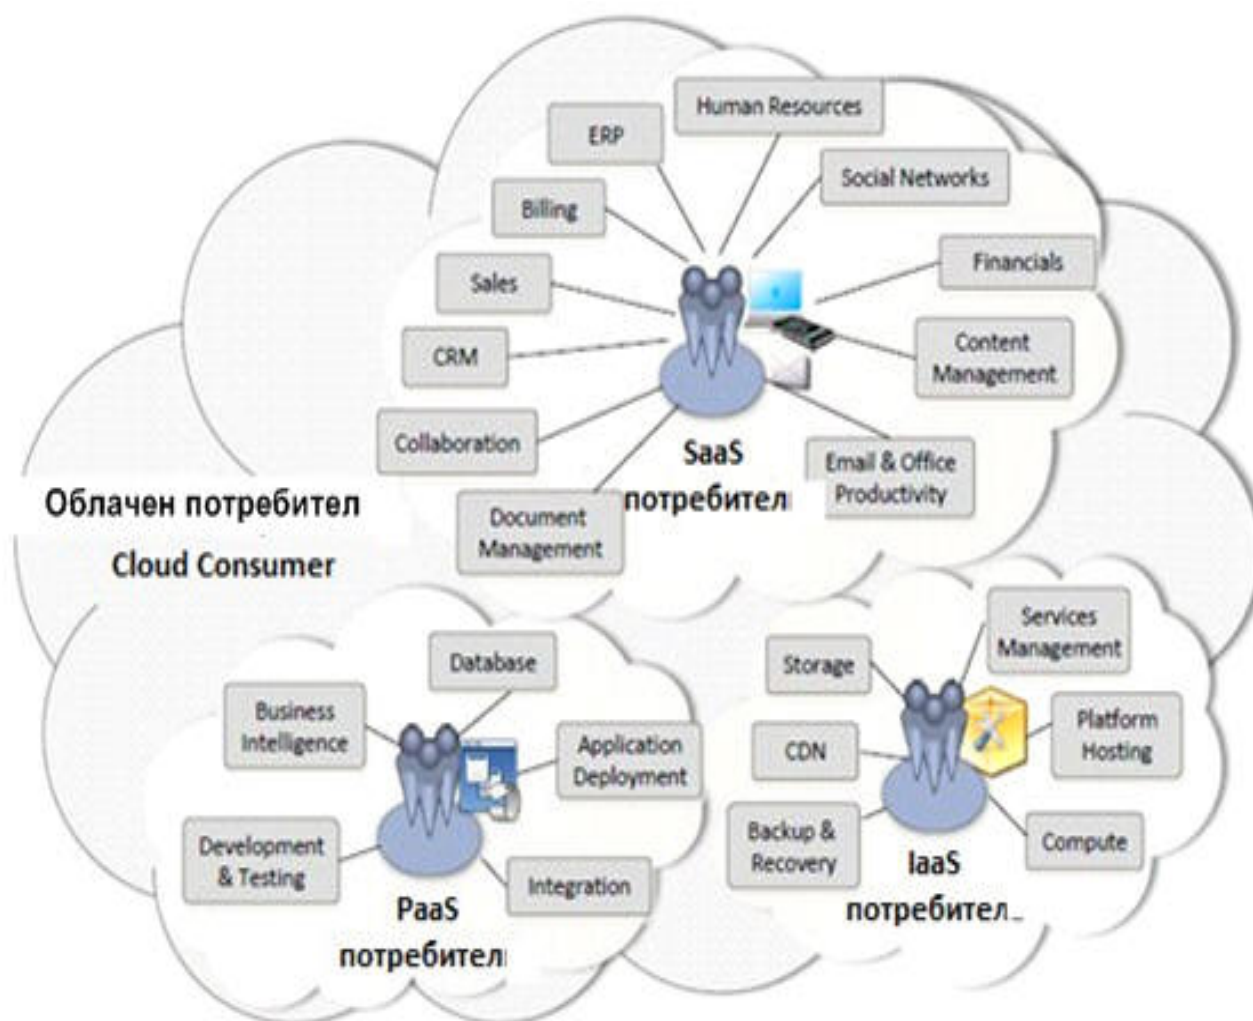 Human Resources
ERP
Social Networks
Billing
Financials
Sales
Content
Management
CRM
Collaboration
SaaS
потребител
Email & Office
Productivity
Document
Management
Облачен потребител
Cloud Consumer
Database
Business
Intelligence
Application
Deployment
Development
& Testing
Integration
PaaS
потребител
Services
Management
Storage
Platform
Hosting
CDN
Backup &
Recovery
Compute
IaaS
потребител